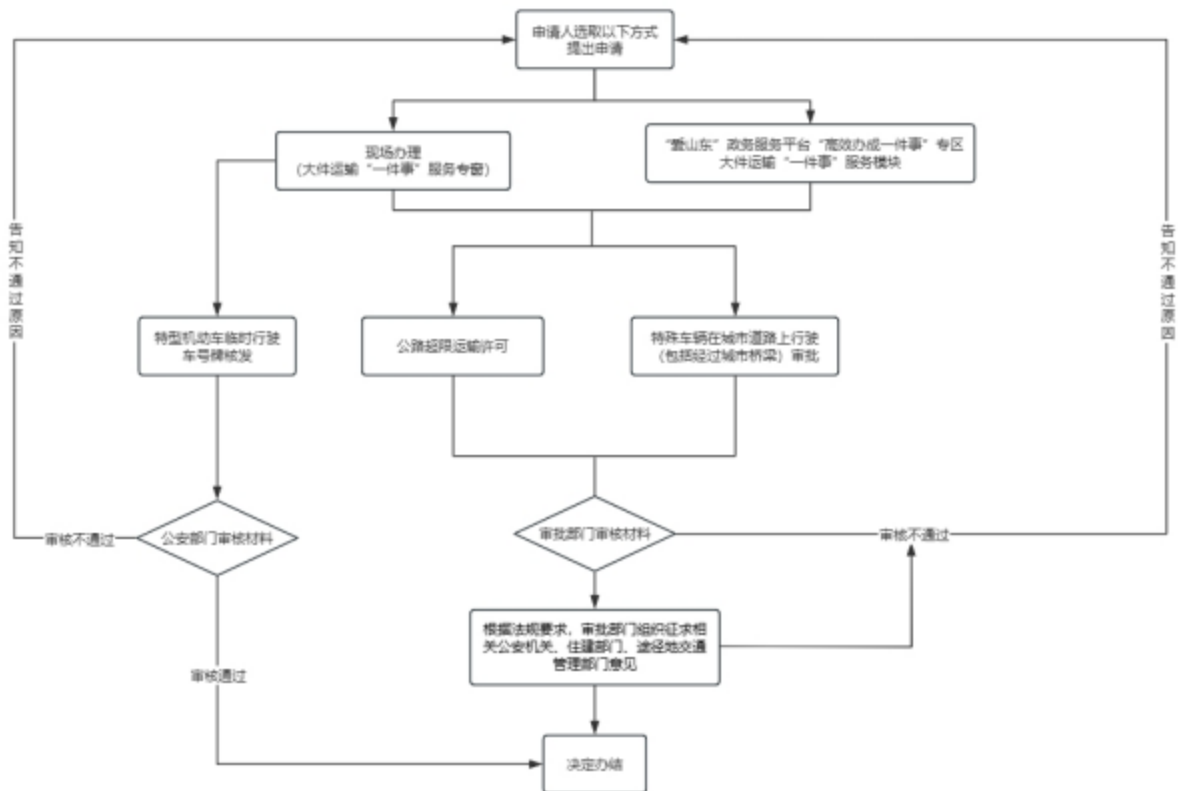 申请人选取以下方式
提出申请
现场办理
（大件运输“一件事”服务专窗）
“爱山东”政务服务平台“高效办成一件事”专区
大件运输“一件事”服务模块
告知不通过原因
告知不通过原因
特型机动车临时行驶
车号牌核发
公路超限运输许可
特殊车辆在城市道路上行驶
（包括经过城市桥梁）审批
审核不通过
公安部门审核材料
审批部门审核材料
审核不通过
根据法规要求，审批部门组织征求相
关公安机关、住建部门、途径地交通
管理部门意见
审核通过
决定办结